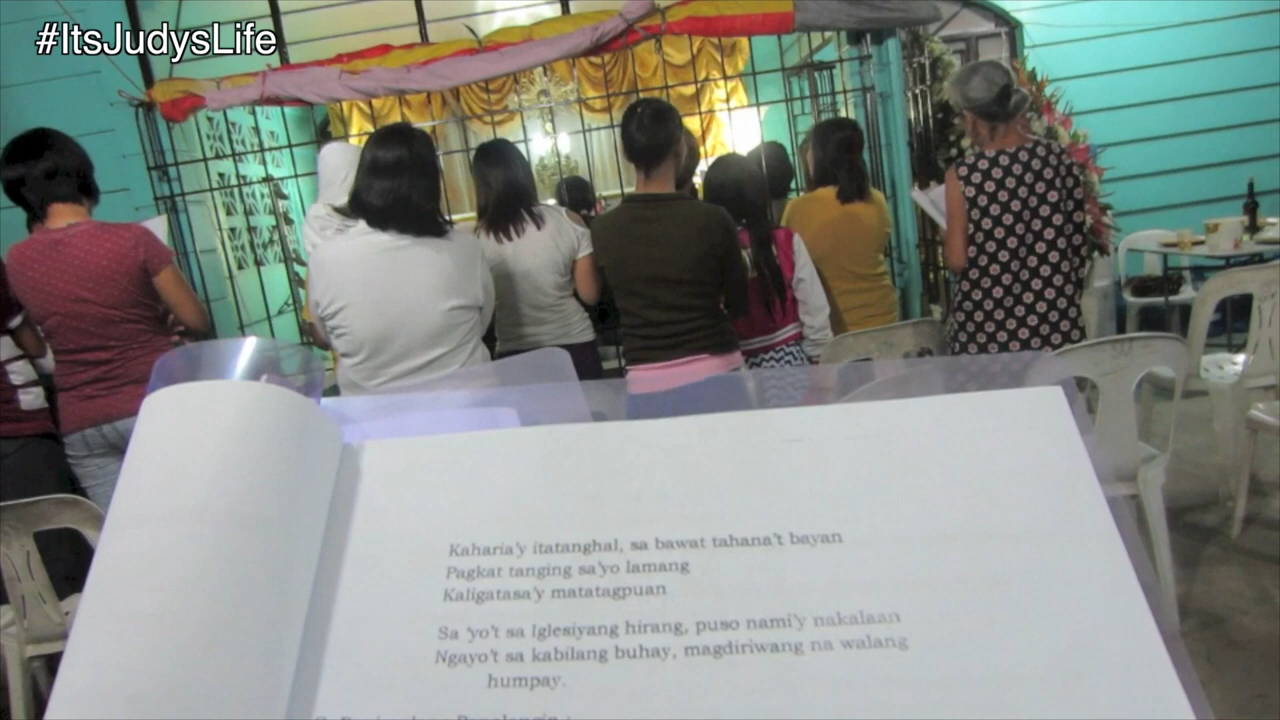 #ItsJudysLife
Kaharia'y itatanghal, sa bawat tahana't bayan
Pagkat tanging sa'yo lamang
Kaligatasa'y matatagpuan
Sa 'yo't sa Iglesiyang hirang, puso nami'y nakalaan
Ngayo't sa kabilang buhay, magdiriwang na walang
humpay.